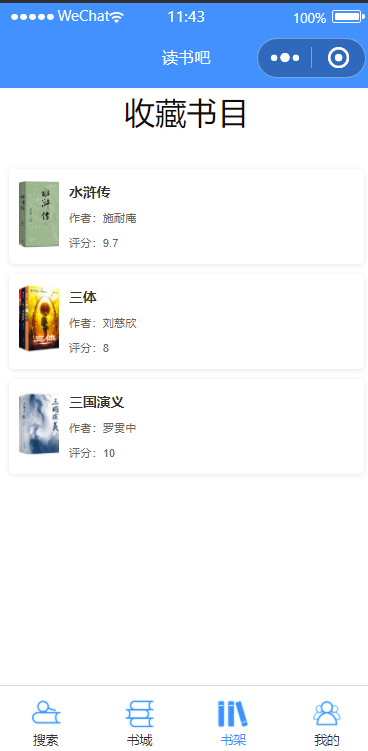 WeChat 11:43 100%
读书吧
收藏书目
水浒传
作者：施耐庵
评分：9.7
三体
作者：刘慈欣
评分：8
三国演义
作者：罗贯中
评分：10
搜索 书城 书架 我的